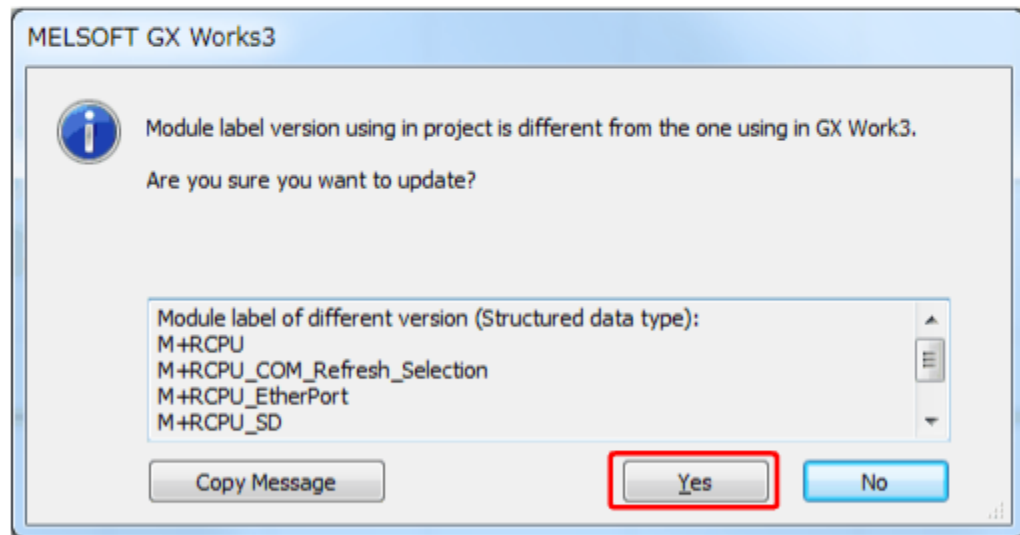 MELSOFT GX Works3
Module label version using in project is different from the one using in GX Work3.
Are you sure you want to update?
Module label of different version (Structured data type):
M+RCPU
M+RCPU_COM_Refresh_Selection
M+RCPU_EtherPort
M+RCPU_SD
Copy Message
Yes
No